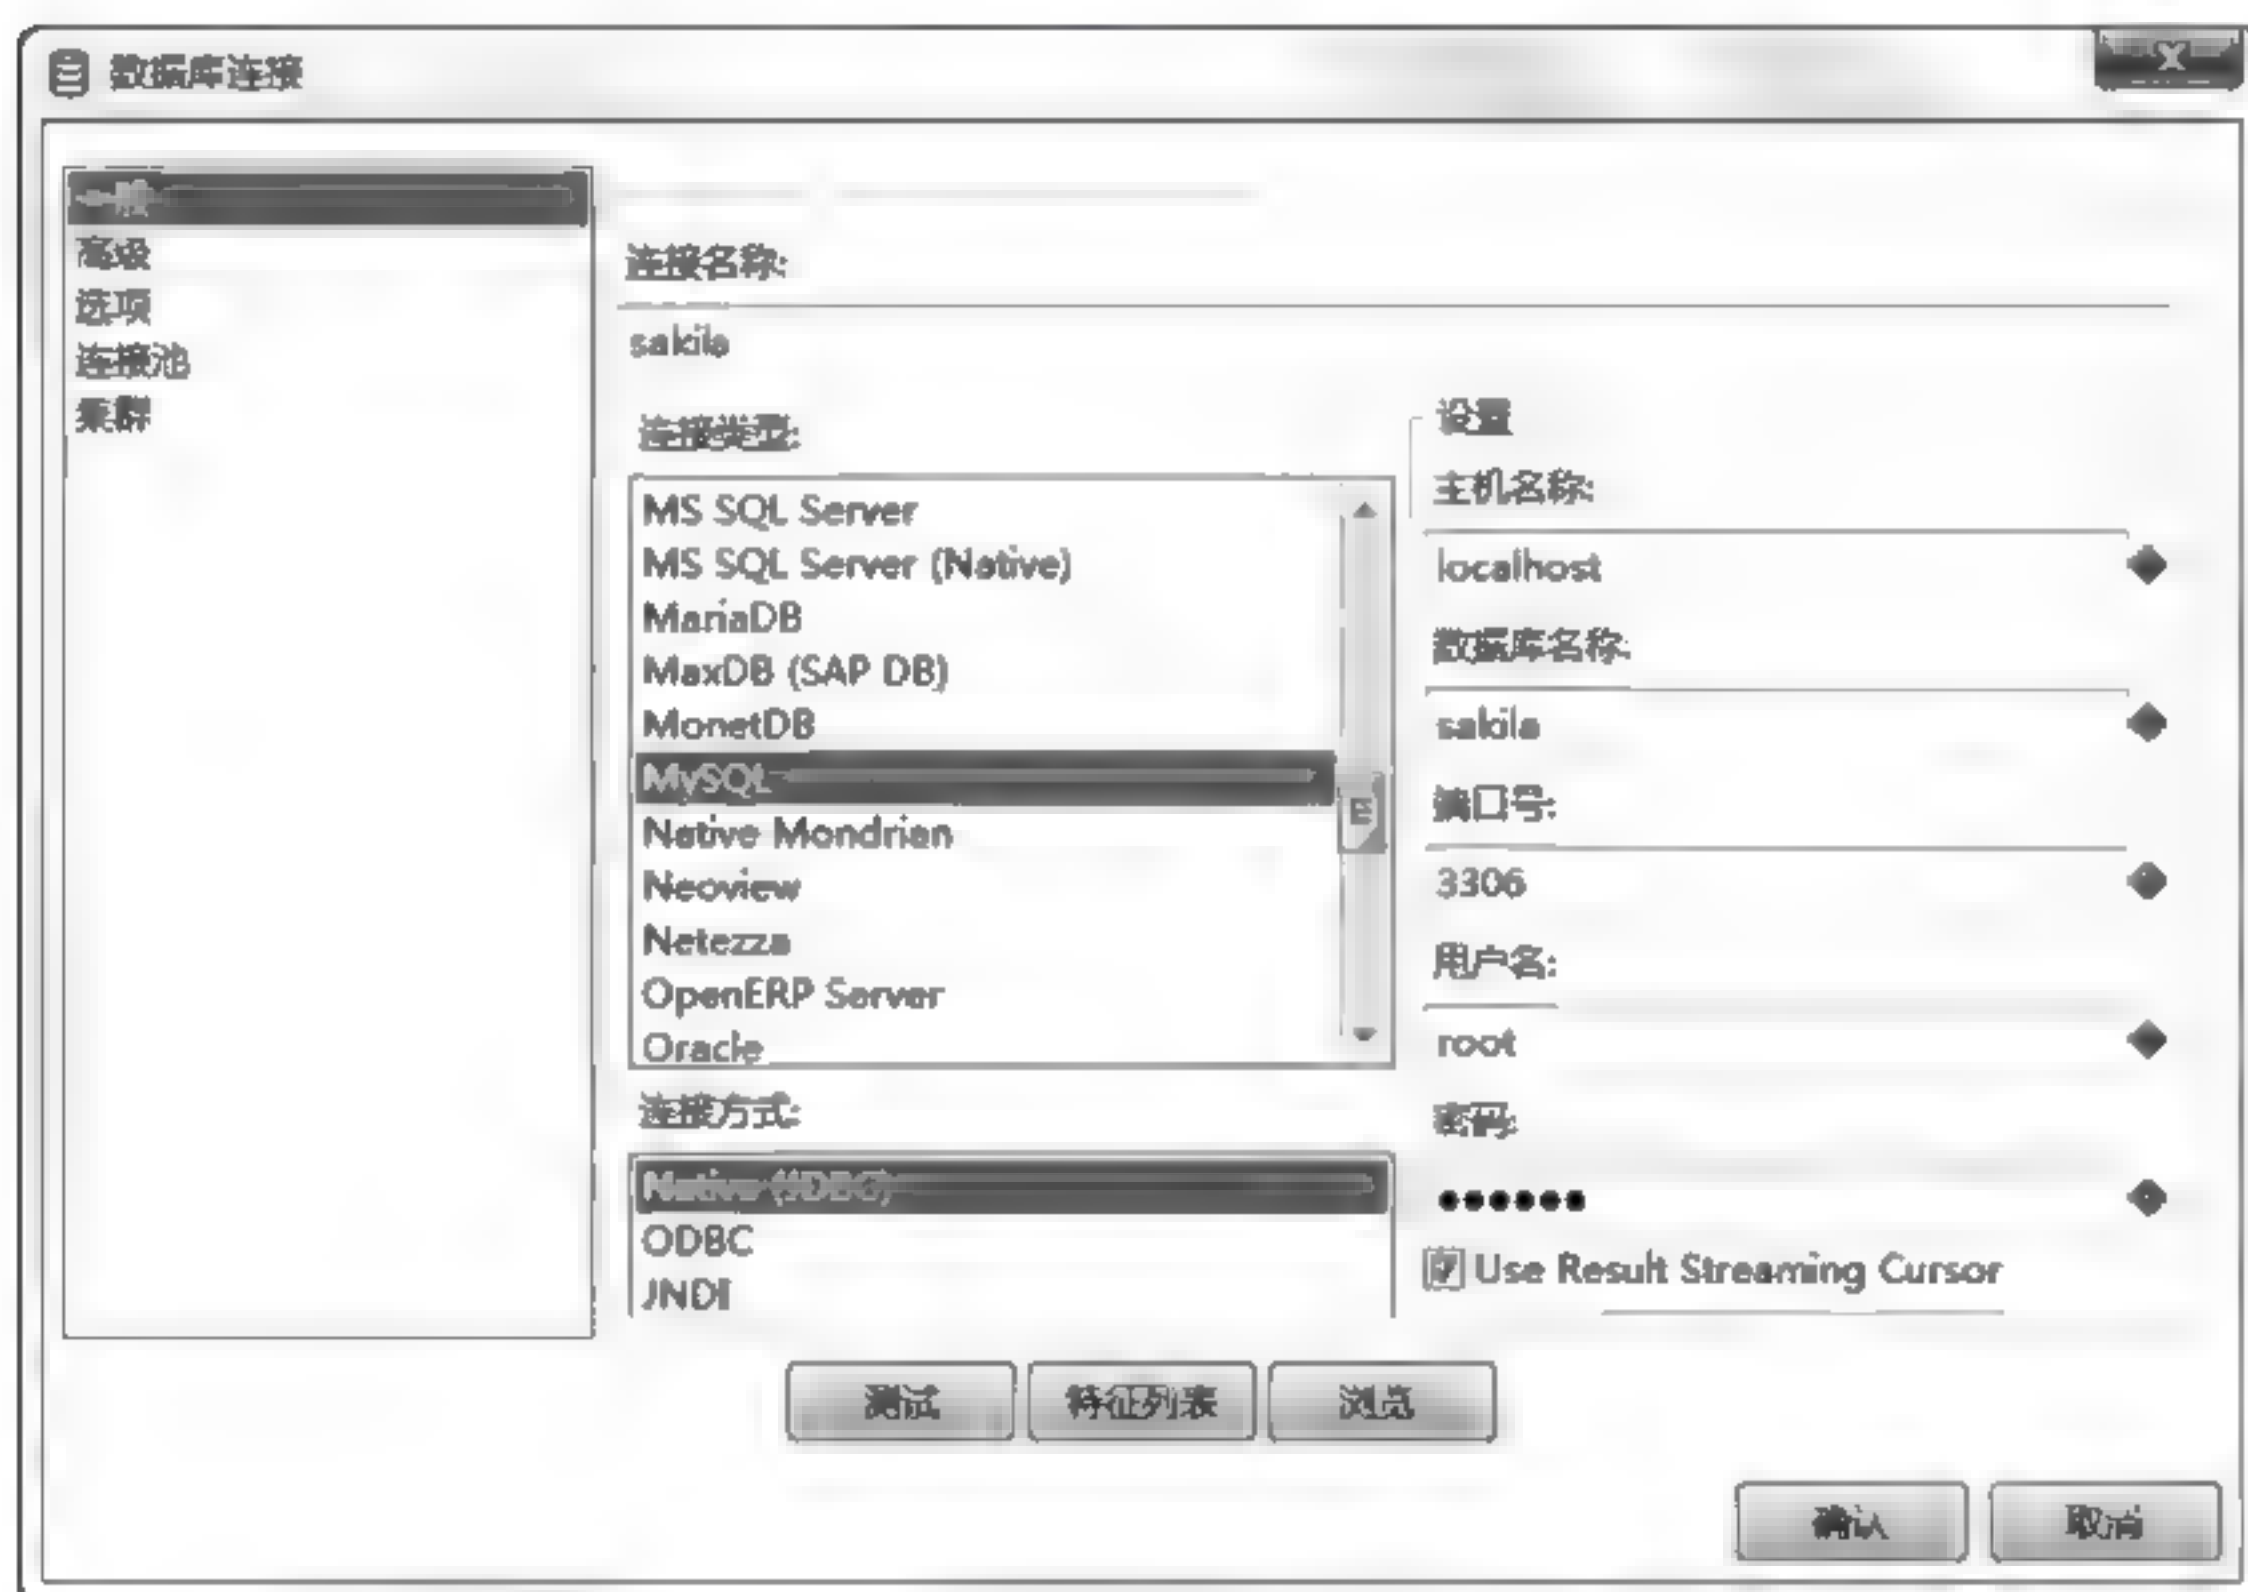 数据库连接
一般
高级
选项
连接池
集群
连接名称:
sakila
连接类型:
MS SQL Server
MS SQL Server (Native)
MariaDB
MaxDB (SAP DB)
MonetDB
MySQL
Native Mondrian
Neoview
Netezza
OpenERP Server
Oracle
连接方式:
Native (JDBC)
ODBC
JNDI
设置
主机名称:
localhost
数据库名称:
sakila
端口号:
3306
用户名:
root
密码:
●●●●●●
Use Result Streaming Cursor
测试
特征列表
浏览
确认
取消